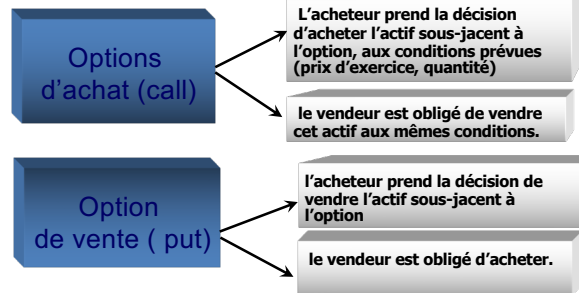 Options
d'achat (call)
L'acheteur prend la décision
d'acheter l'actif sous-jacent à
l'option, aux conditions prévues
(prix d'exercice, quantité)
le vendeur est obligé de vendre
cet actif aux mêmes conditions.
Option
de vente ( put)
l'acheteur prend la décision de
vendre l'actif sous-jacent à
l'option
le vendeur est obligé d'acheter.